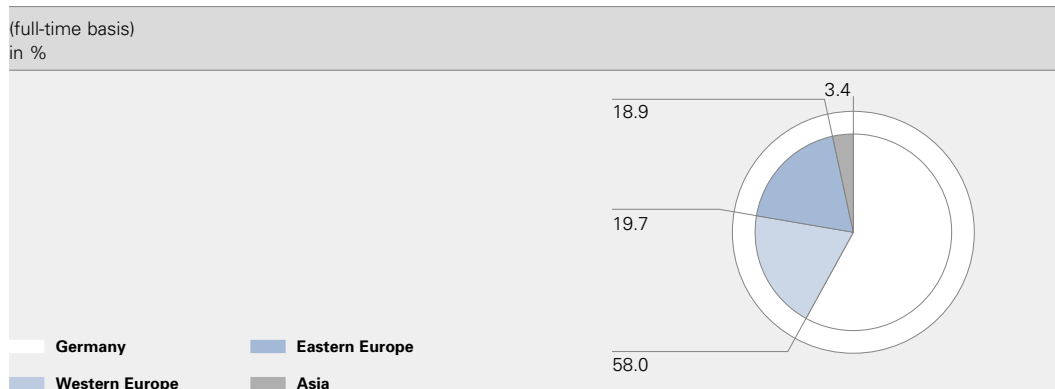 (full-time basis)
in %
3.4
18.9
19.7
58.0
Germany
Eastern Europe
Western Europe
Asia